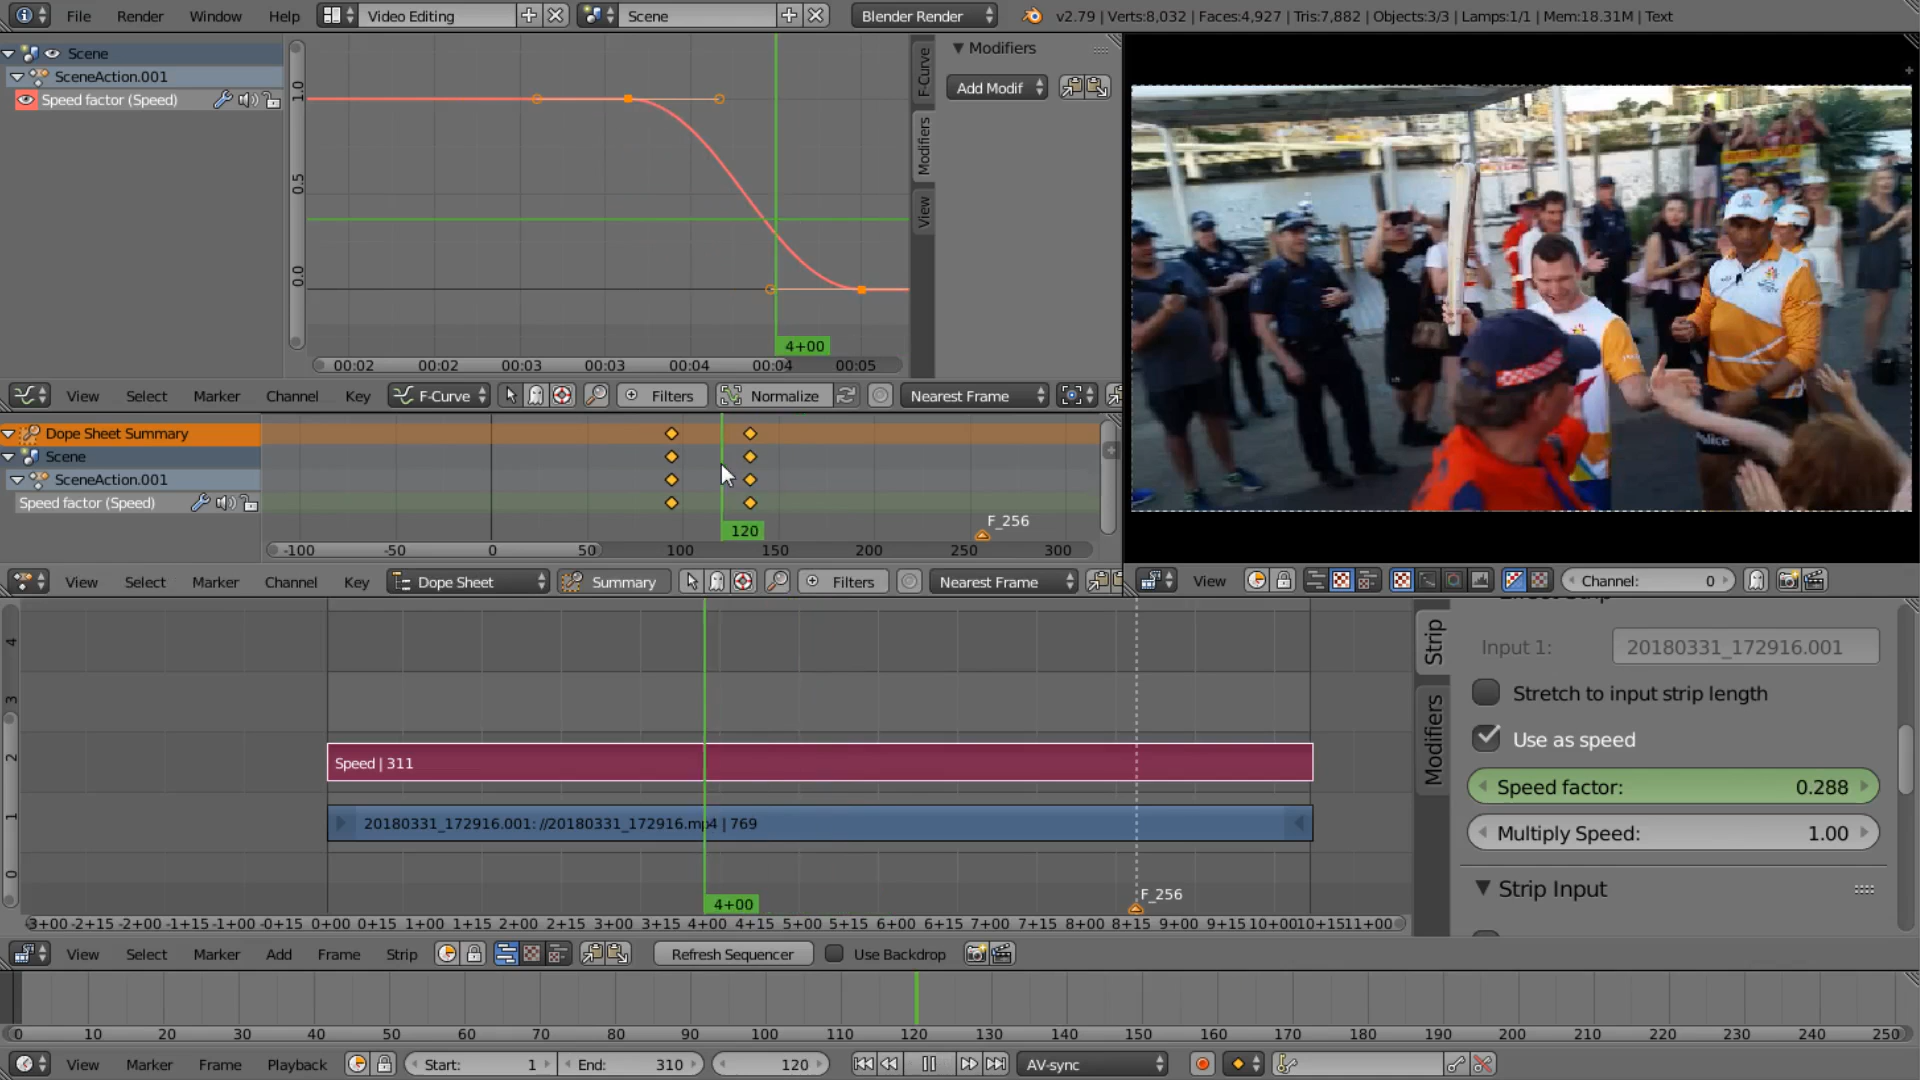 File Render Window Help Video Editing Scene Blender Render v2.79 | Verts:8,032 | Faces:4,927 | Tris:7,882 | Objects:3/3 | Lamps:1/1 | Mem:18.31M | Text
Scene
SceneAction.001
Speed factor (Speed)
1.0
0.5
0.0
4+00
00:02 00:02 00:03 00:03 00:04 00:04 00:05
F-Curve
Modifiers
View
Modifiers
Add Modif
View Select Marker Channel Key F-Curve Filters Normalize Nearest Frame
Dope Sheet Summary
Scene
SceneAction.001
Speed factor (Speed)
F_256
120
-100 -50 0 50 100 150 200 250 300
View Select Marker Channel Key Dope Sheet Summary Filters Nearest Frame
Police
View Channel: 0
4
3
2
1
0
Speed | 311
20180331_172916.001: //20180331_172916.mp4 | 769
F_256
4+00
-3+00 -2+15 -2+00 -1+15 -1+00 -0+15 0+00 0+15 1+00 1+15 2+00 2+15 3+00 3+15 4+00 4+15 5+00 5+15 6+00 6+15 7+00 7+15 8+00 8+15 9+00 9+15 10+00 10+15 11+00
Strip
Modifiers
Effect Strip
Input 1: 20180331_172916.001
Stretch to input strip length
Use as speed
Speed factor: 0.288
Multiply Speed: 1.00
Strip Input
View Select Marker Add Frame Strip Refresh Sequencer Use Backdrop
0 10 20 30 40 50 60 70 80 90 100 110 120 130 140 150 160 170 180 190 200 210 220 230 240 250
View Marker Frame Playback Start: 1 End: 310 120 AV-sync